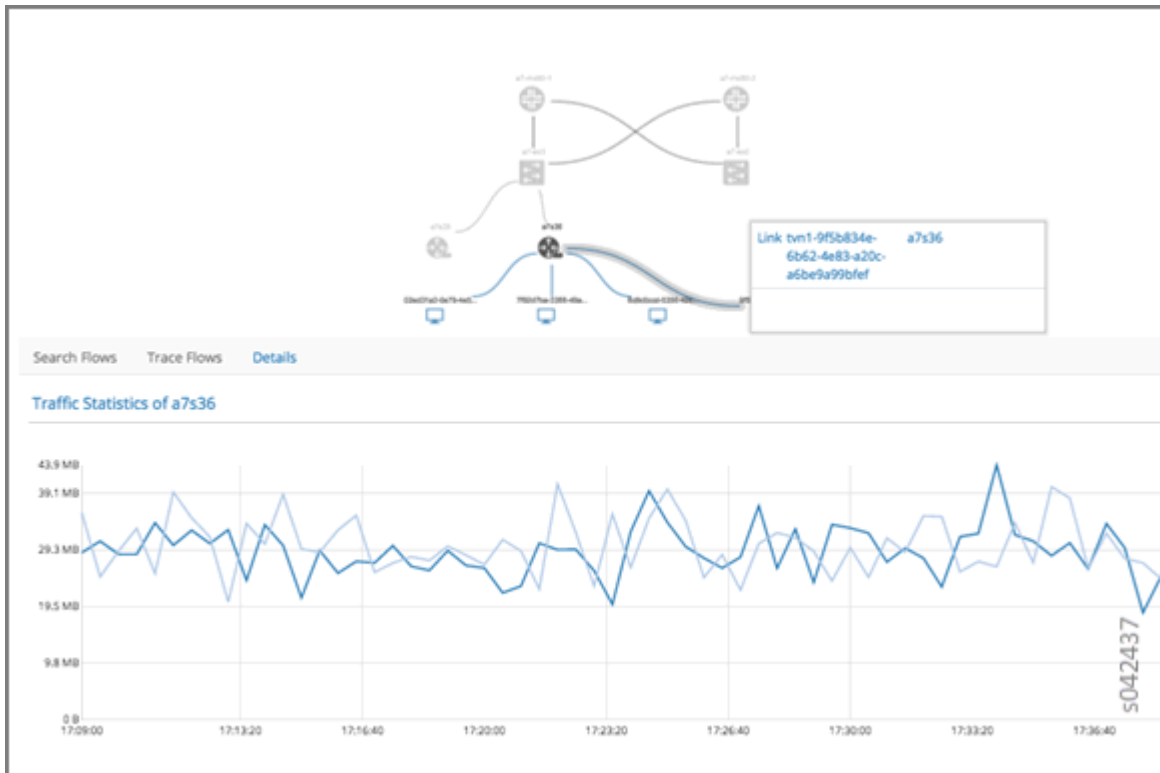 a7s36
Link tvn1-9f5b834e- a7s36
6b62-4e83-a20c-
a6be9a99bfef
Search Flows Trace Flows Details
Traffic Statistics of a7s36
43.9 MB
39.1 MB
29.3 MB
19.5 MB
9.8 MB
0 B
17:09:00 17:13:20 17:16:40 17:20:00 17:23:20 17:26:40 17:30:00 17:33:20 17:36:40
s042437